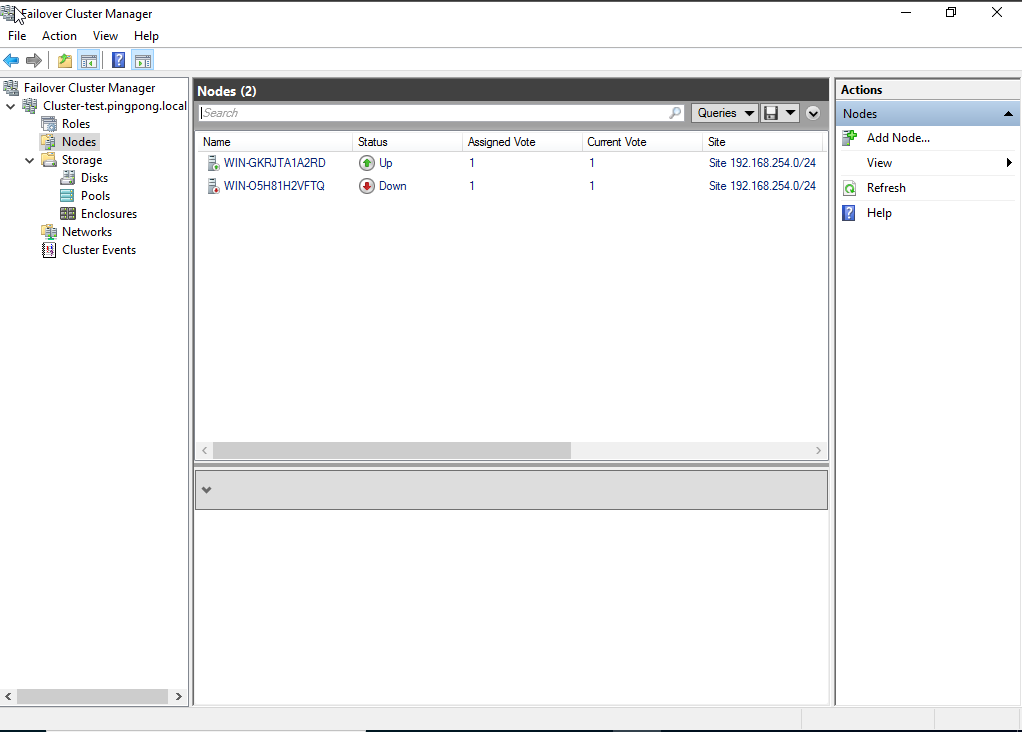 Failover Cluster Manager
File Action View Help
Failover Cluster Manager
Cluster-test.pingpong.local
Roles
Nodes
Storage
Disks
Pools
Enclosures
Networks
Cluster Events
Nodes (2)
Search
Queries
Name Status Assigned Vote Current Vote Site
WIN-GKRJTA1A2RD Up 1 1 Site 192.168.254.0/24
WIN-O5H81H2VFTQ Down 1 1 Site 192.168.254.0/24
Actions
Nodes
Add Node...
View
Refresh
Help